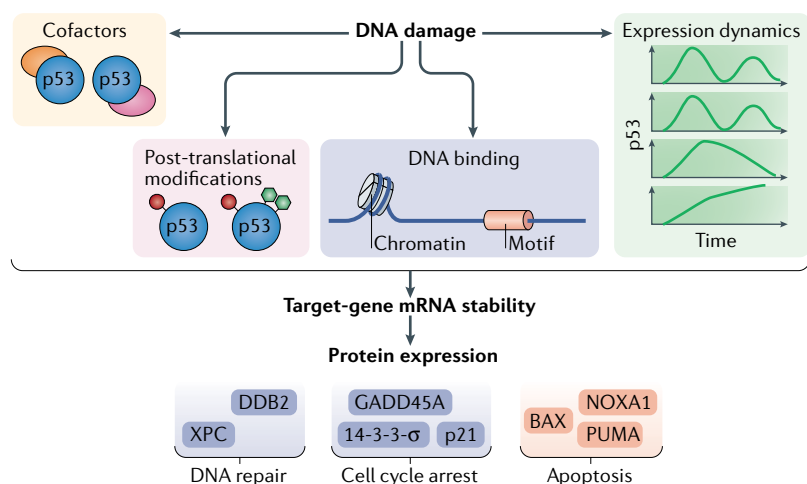 Cofactors
p53
p53
DNA damage
Expression dynamics
p53
Time
Post-translational
modifications
p53
p53
DNA binding
Chromatin
Motif
Target-gene mRNA stability
Protein expression
DDB2
XPC
DNA repair
GADD45A
14-3-3-σ
p21
Cell cycle arrest
NOXA1
BAX
PUMA
Apoptosis